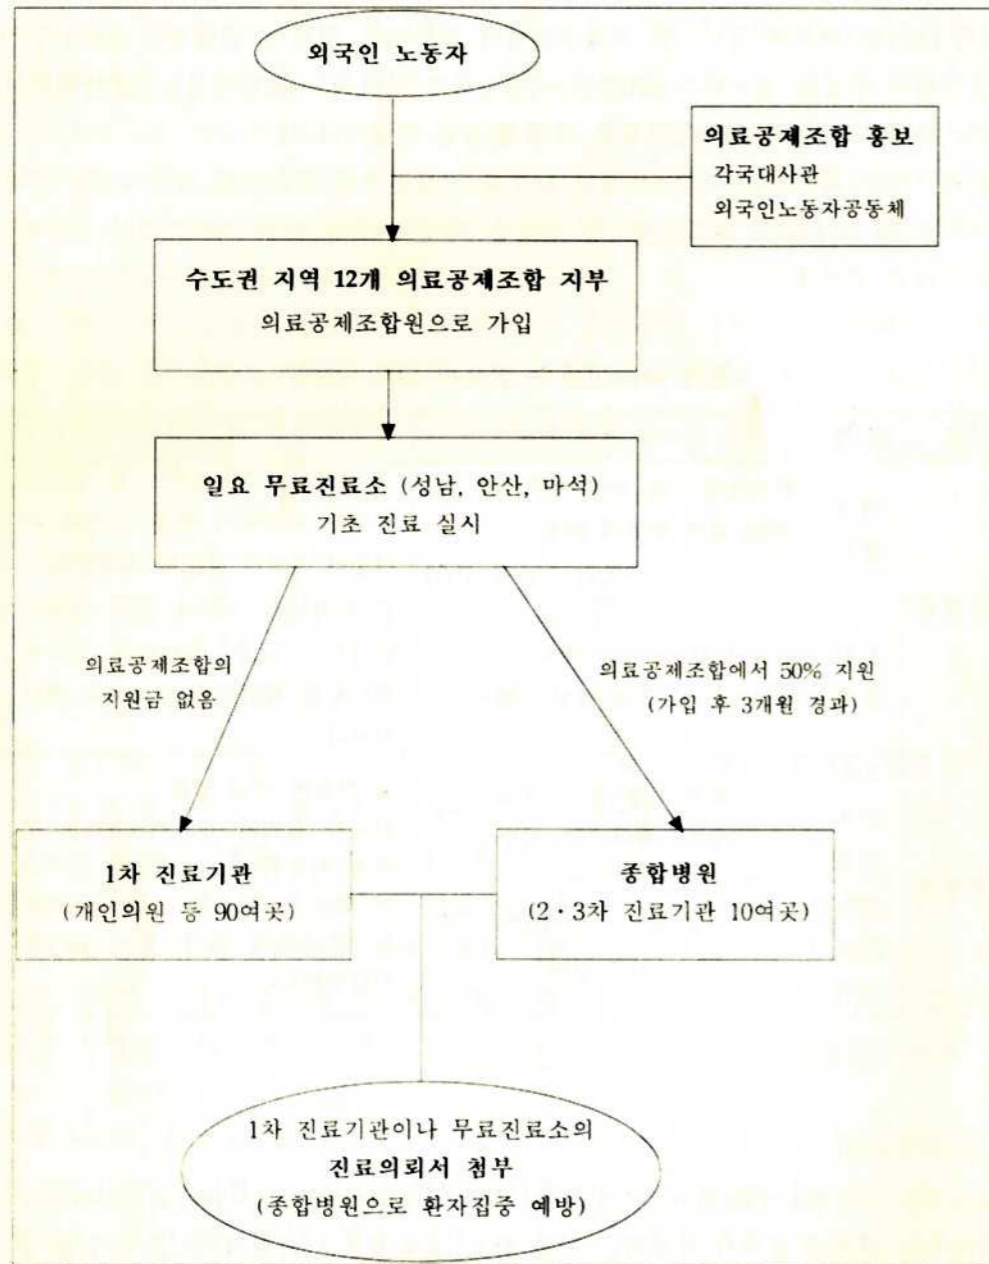 외국인 노동자
의료공제조합 홍보
각국대사관
외국인노동자공동체
수도권 지역 12개 의료공제조합 지부
의료공제조합원으로 가입
일요 무료진료소 (성남, 안산, 마석)
기초 진료 실시
의료공제조합의
지원금 없음
의료공제조합에서 50% 지원
(가입 후 3개월 경과)
1차 진료기관
(개인의원 등 90여곳)
종합병원
(2·3차 진료기관 10여곳)
1차 진료기관이나 무료진료소의
진료의뢰서 첨부
(종합병원으로 환자집중 예방)